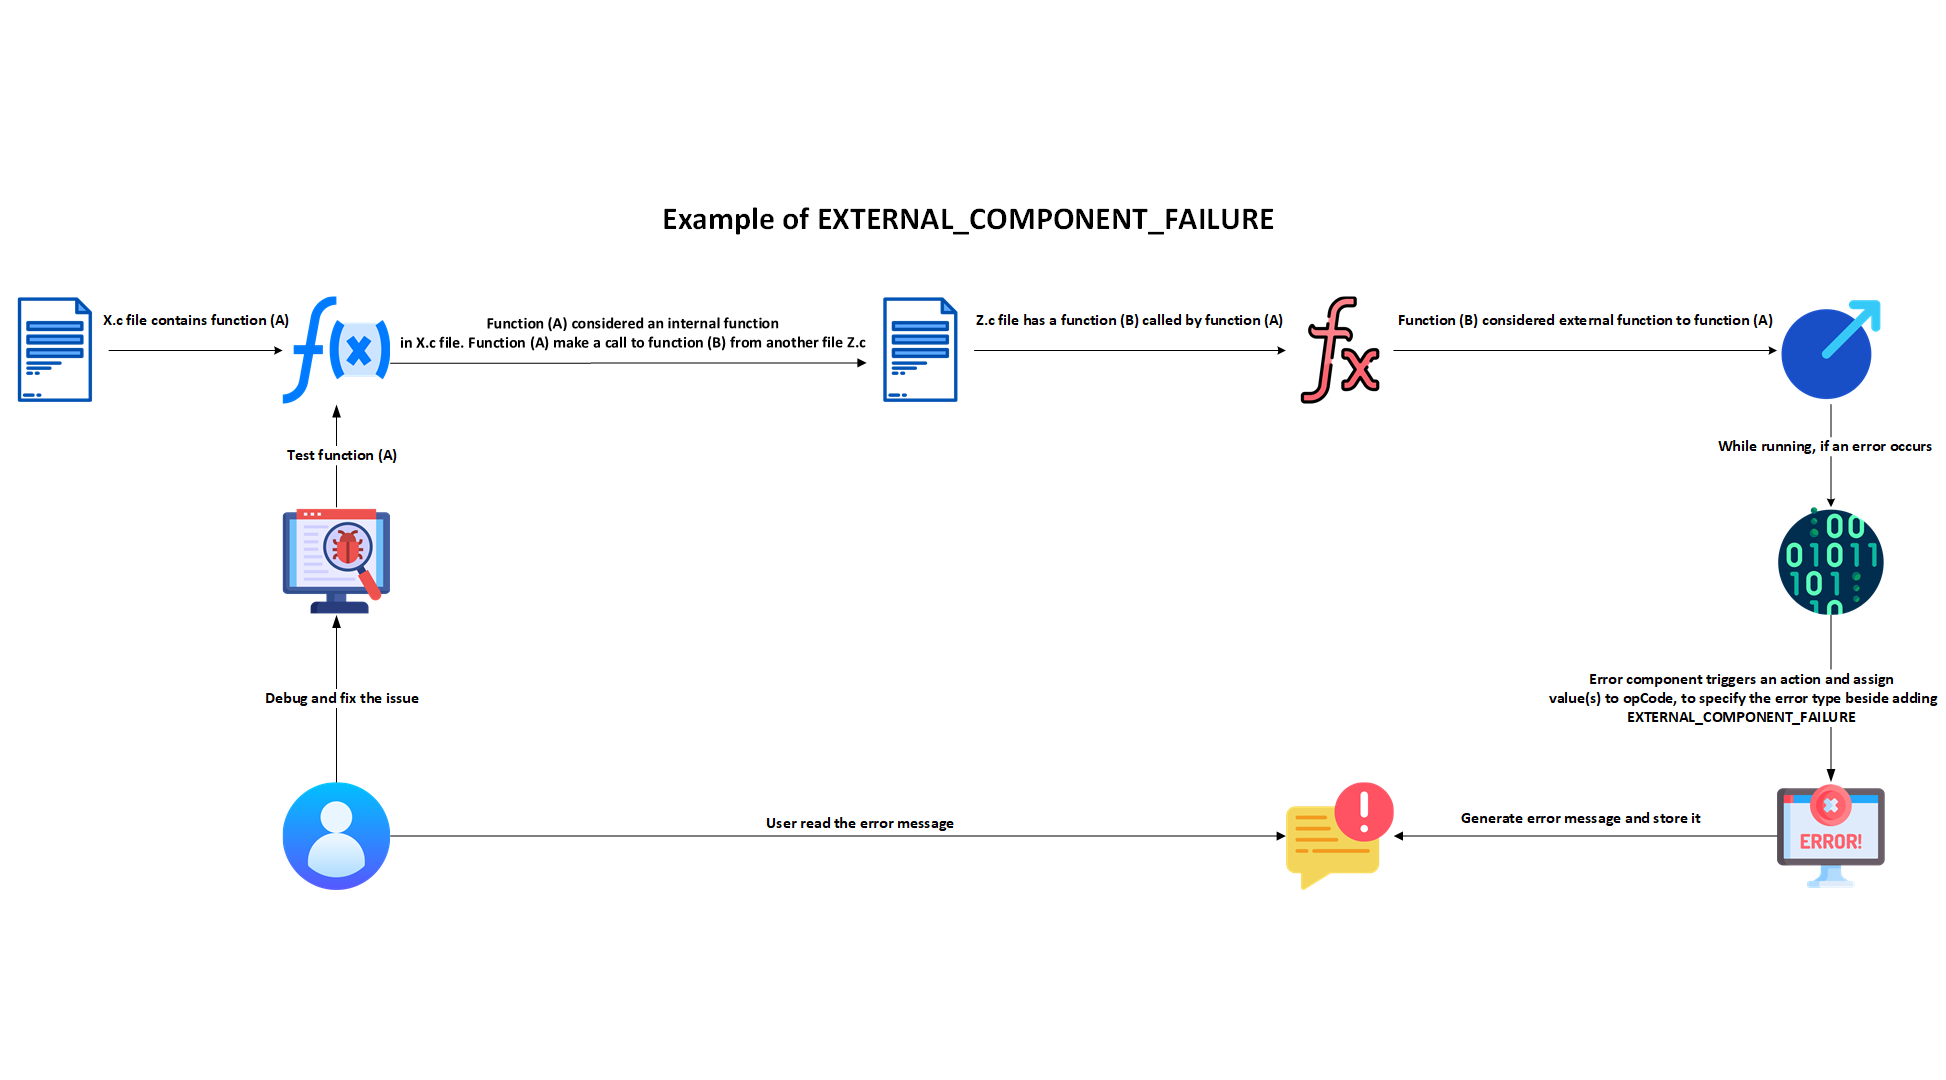 Example of EXTERNAL_COMPONENT_FAILURE
X.c file contains function (A)
Function (A) considered an internal function
in X.c file. Function (A) make a call to function (B) from another file Z.c
Z.c file has a function (B) called by function (A)
Function (B) considered external function to function (A)
f(x)
fx
Test function (A)
While running, if an error occurs
00
01011
101
10
Debug and fix the issue
Error component triggers an action and assign
value(s) to opCode, to specify the error type beside adding
EXTERNAL_COMPONENT_FAILURE
User read the error message
!
Generate error message and store it
ERROR!